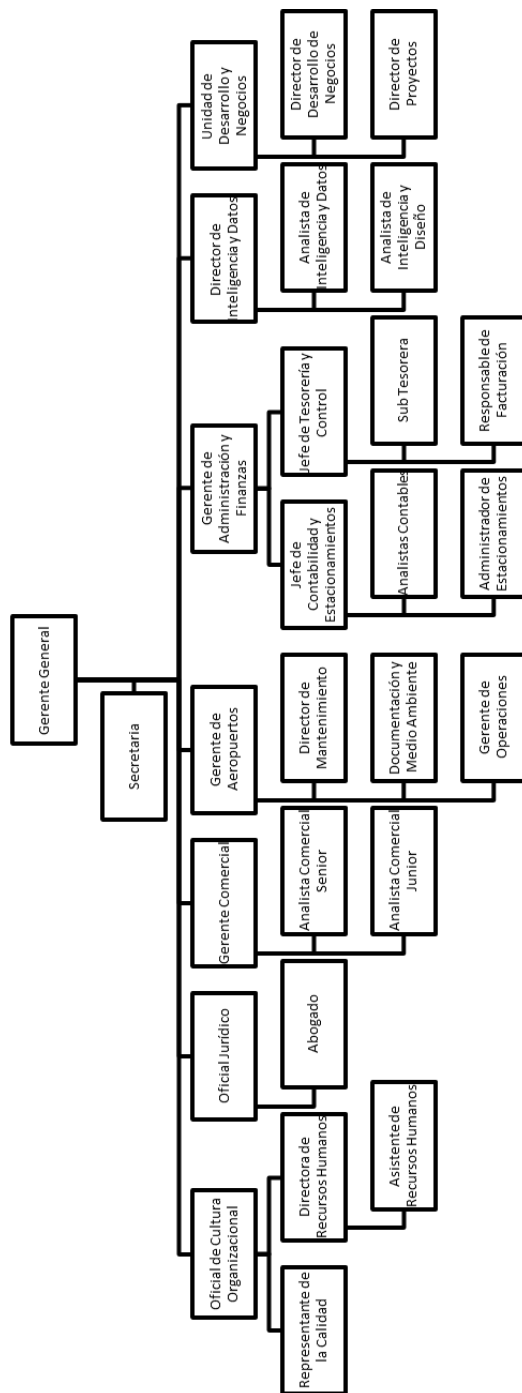 Gerente General
Secretaria
Oficial de Cultura
Organizacional
Representante de
la Calidad
Directora de
Recursos Humanos
Asistente de
Recursos Humanos
Oficial Jurídico
Abogado
Gerente Comercial
Analista Comercial
Senior
Analista Comercial
Junior
Gerente de
Aeropuertos
Director de
Mantenimiento
Documentación y
Medio Ambiente
Gerente de
Operaciones
Gerente de
Administración y
Finanzas
Jefe de
Contabilidad y
Estacionamientos
Analistas Contables
Administrador de
Estacionamientos
Jefe de Tesorería y
Control
Sub Tesorera
Responsable de
Facturación
Director de
Inteligencia y Datos
Analista de
Inteligencia y Datos
Analista de
Inteligencia y
Diseño
Unidad de
Desarrollo y
Negocios
Director de
Desarrollo de
Negocios
Director de
Proyectos